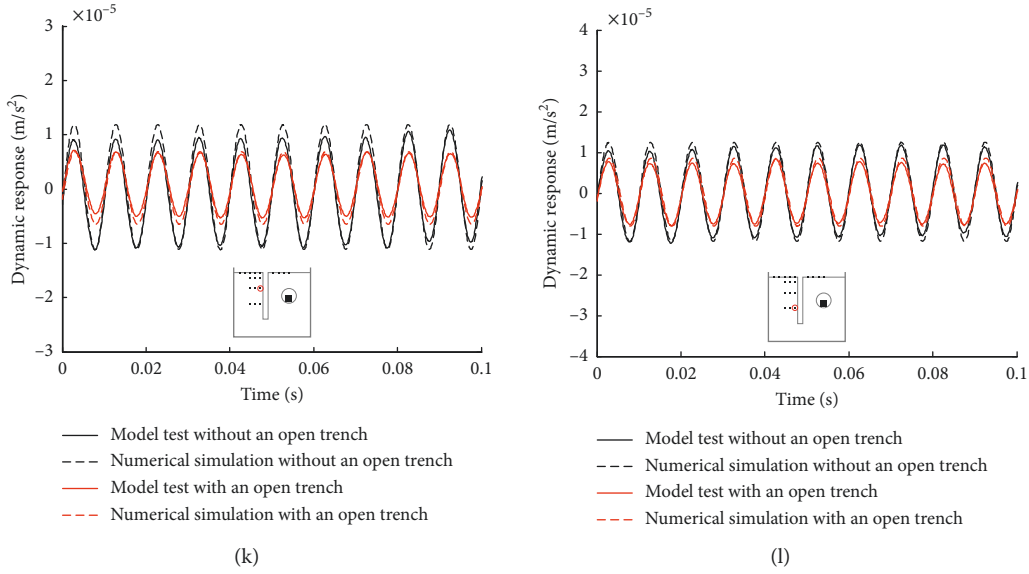 ×10−5
3
2
1
0
−1
−2
−3
Dynamic response (m/s2)
0 0.02 0.04 0.06 0.08 0.1
Time (s)
Model test without an open trench
Numerical simulation without an open trench
Model test with an open trench
Numerical simulation with an open trench
(k)
×10−5
4
3
2
1
0
−1
−2
−3
−4
Dynamic response (m/s2)
0 0.02 0.04 0.06 0.08 0.1
Time (s)
Model test without an open trench
Numerical simulation without an open trench
Model test with an open trench
Numerical simulation with an open trench
(l)